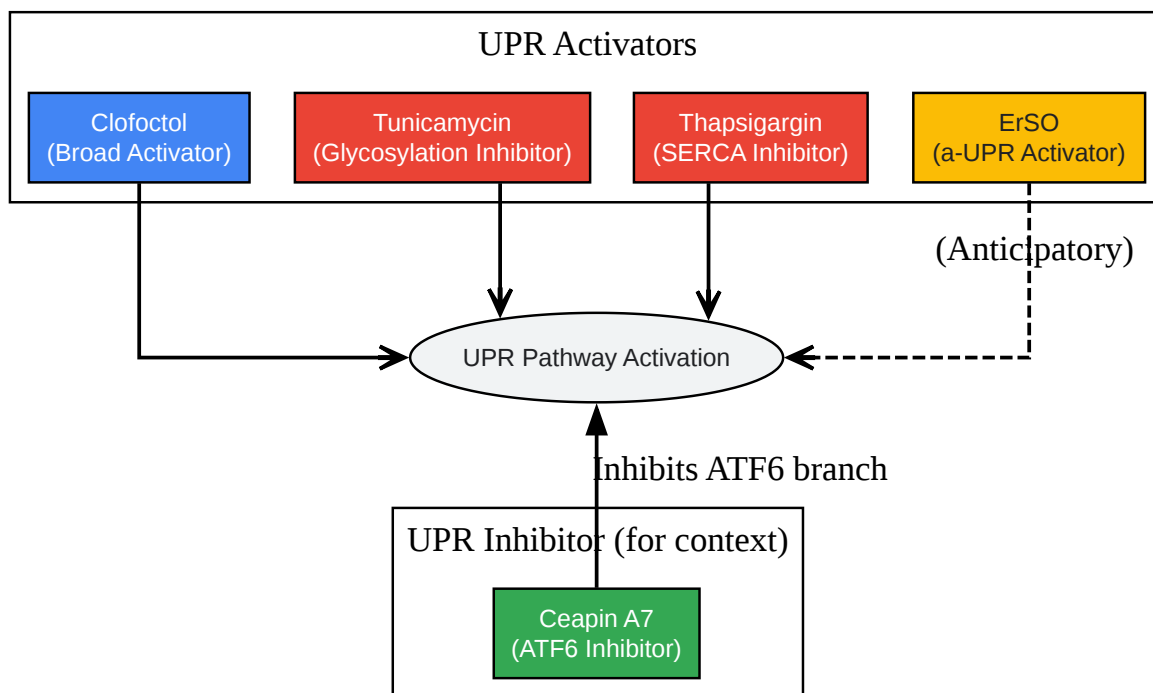 UPR Activators
Clofoctol
(Broad Activator)
Tunicamycin
(Glycosylation Inhibitor)
Thapsigargin
(SERCA Inhibitor)
ErSO
(a-UPR Activator)
(Anticipatory)
UPR Pathway Activation
Inhibits ATF6 branch
UPR Inhibitor (for context)
Ceapin A7
(ATF6 Inhibitor)